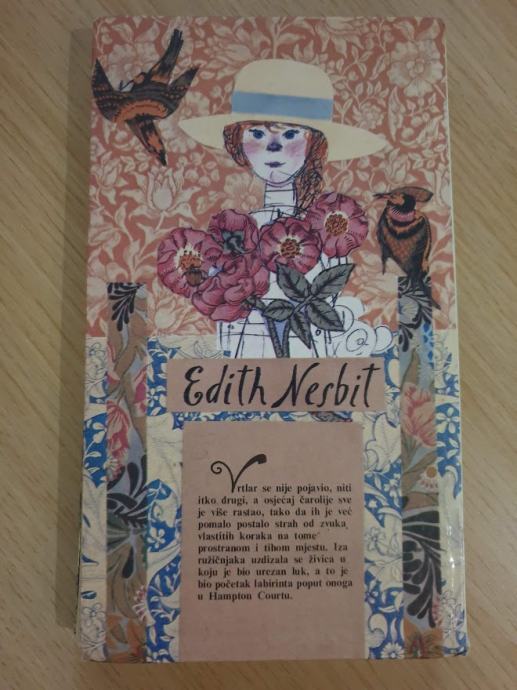 Edith Nesbit
Vrtlar se nije pojavio, niti
itko drugi, a osjećaj čarolije sve
je više rastao, tako da ih je već
pomalo postalo strah od zvuka
vlastitih koraka na tome
prostranom i tihom mjestu. Iza
ružičnjaka uzdizala se živica u
koju je bio urezan luk, a to je
bio početak labirinta poput onoga
u Hampton Courtu.